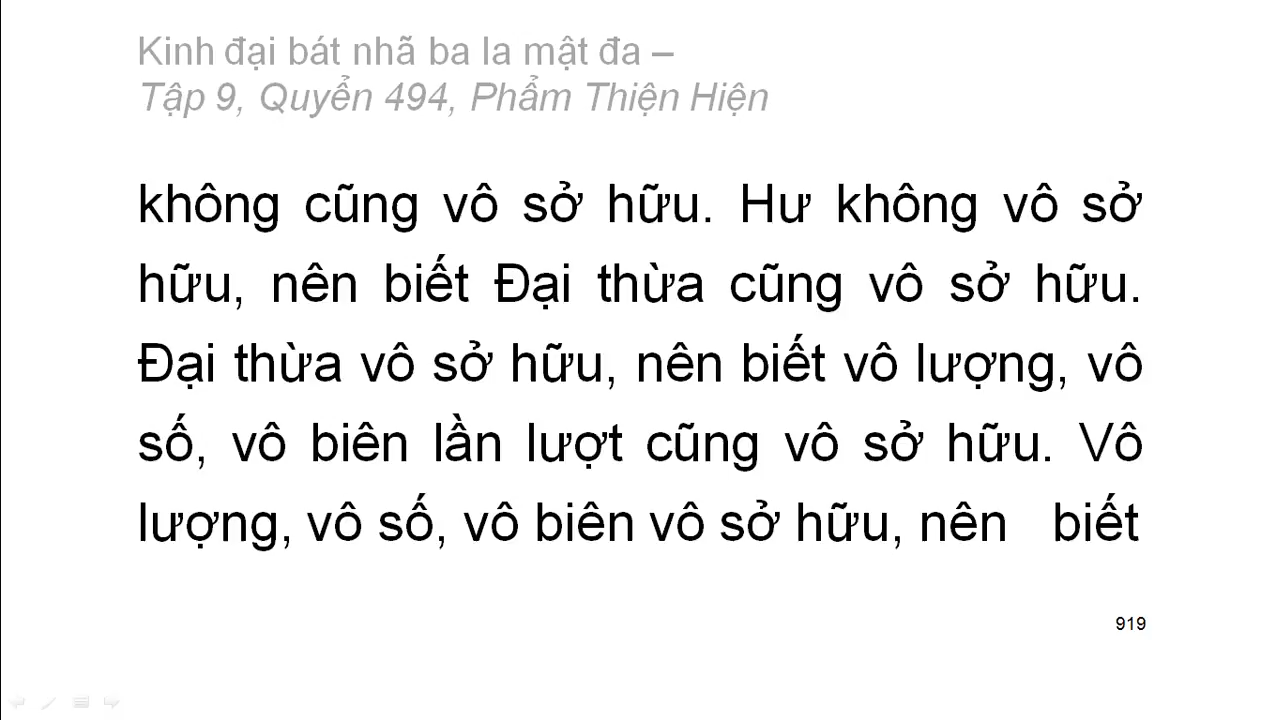 Kinh đại bát nhã ba la mật đa –
Tập 9, Quyển 494, Phẩm Thiện Hiện
không cũng vô sở hữu. Hư không vô sở
hữu, nên biết Đại thừa cũng vô sở hữu.
Đại thừa vô sở hữu, nên biết vô lượng, vô
số, vô biên lần lượt cũng vô sở hữu. Vô
lượng, vô số, vô biên vô sở hữu, nên biết
919